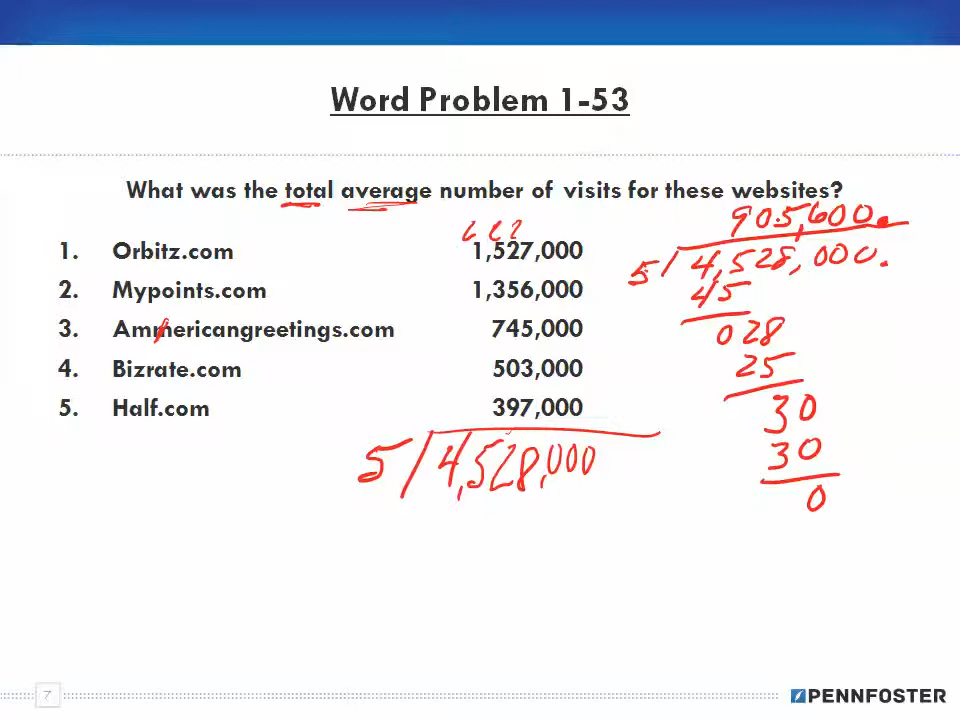 Word Problem 1-53
What was the total average number of visits for these websites?
1. Orbitz.com 1,527,000
2. Mypoints.com 1,356,000
3. Ammericangreetings.com 745,000
4. Bizrate.com 503,000
5. Half.com 397,000
5 4,528,000
905,600.
5 4,528,000.
45
028
25
30
30
0
7
PENNFOSTER